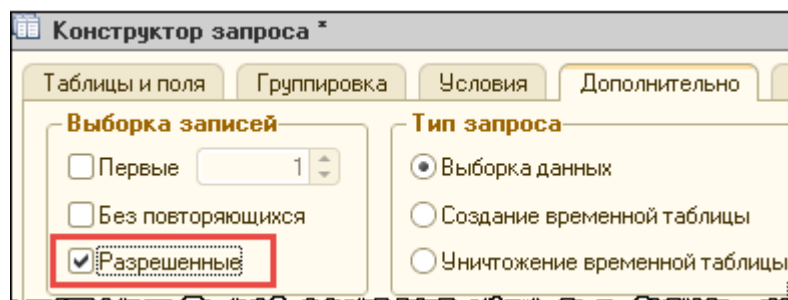 Конструктор запроса *
Таблицы и поля Группировка Условия Дополнительно
Выборка записей Тип запроса
Первые 1 Выборка данных
Без повторяющихся Создание временной таблицы
Разрешенные Уничтожение временной таблицы